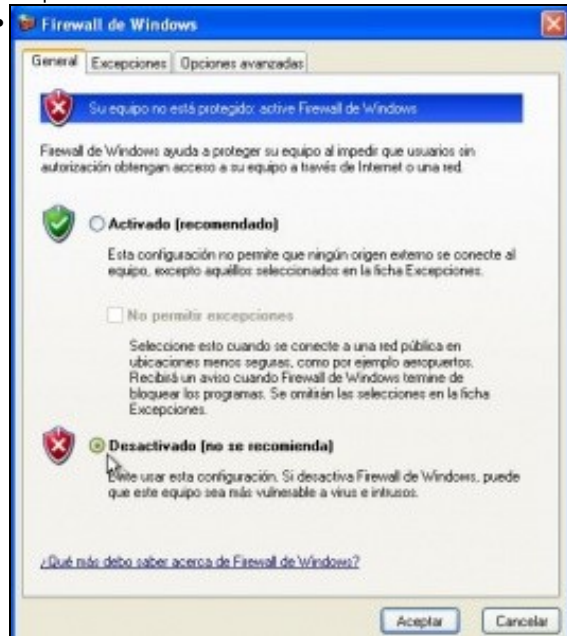 Firewall de Windows
General Excepciones Opciones avanzadas
Su equipo no está protegido: active Firewall de Windows
Firewall de Windows ayuda a proteger su equipo al impedir que usuarios sin
autorización obtengan acceso a su equipo a través de Internet o una red.
Activado (recomendado)
Esta configuración no permite que ningún origen externo se conecte al
equipo, excepto aquéllos seleccionados en la ficha Excepciones.
No permitir excepciones
Seleccione esto cuando se conecte a una red pública en
ubicaciones menos seguras, como por ejemplo aeropuertos.
Recibirá un aviso cuando Firewall de Windows termine de
bloquear los programas. Se omitirán las selecciones en la ficha
Excepciones.
Desactivado (no se recomienda)
Evite usar esta configuración. Si desactiva Firewall de Windows, puede
que este equipo sea más vulnerable a virus e intrusos.
¿Qué más debo saber acerca de Firewall de Windows?
Aceptar Cancelar